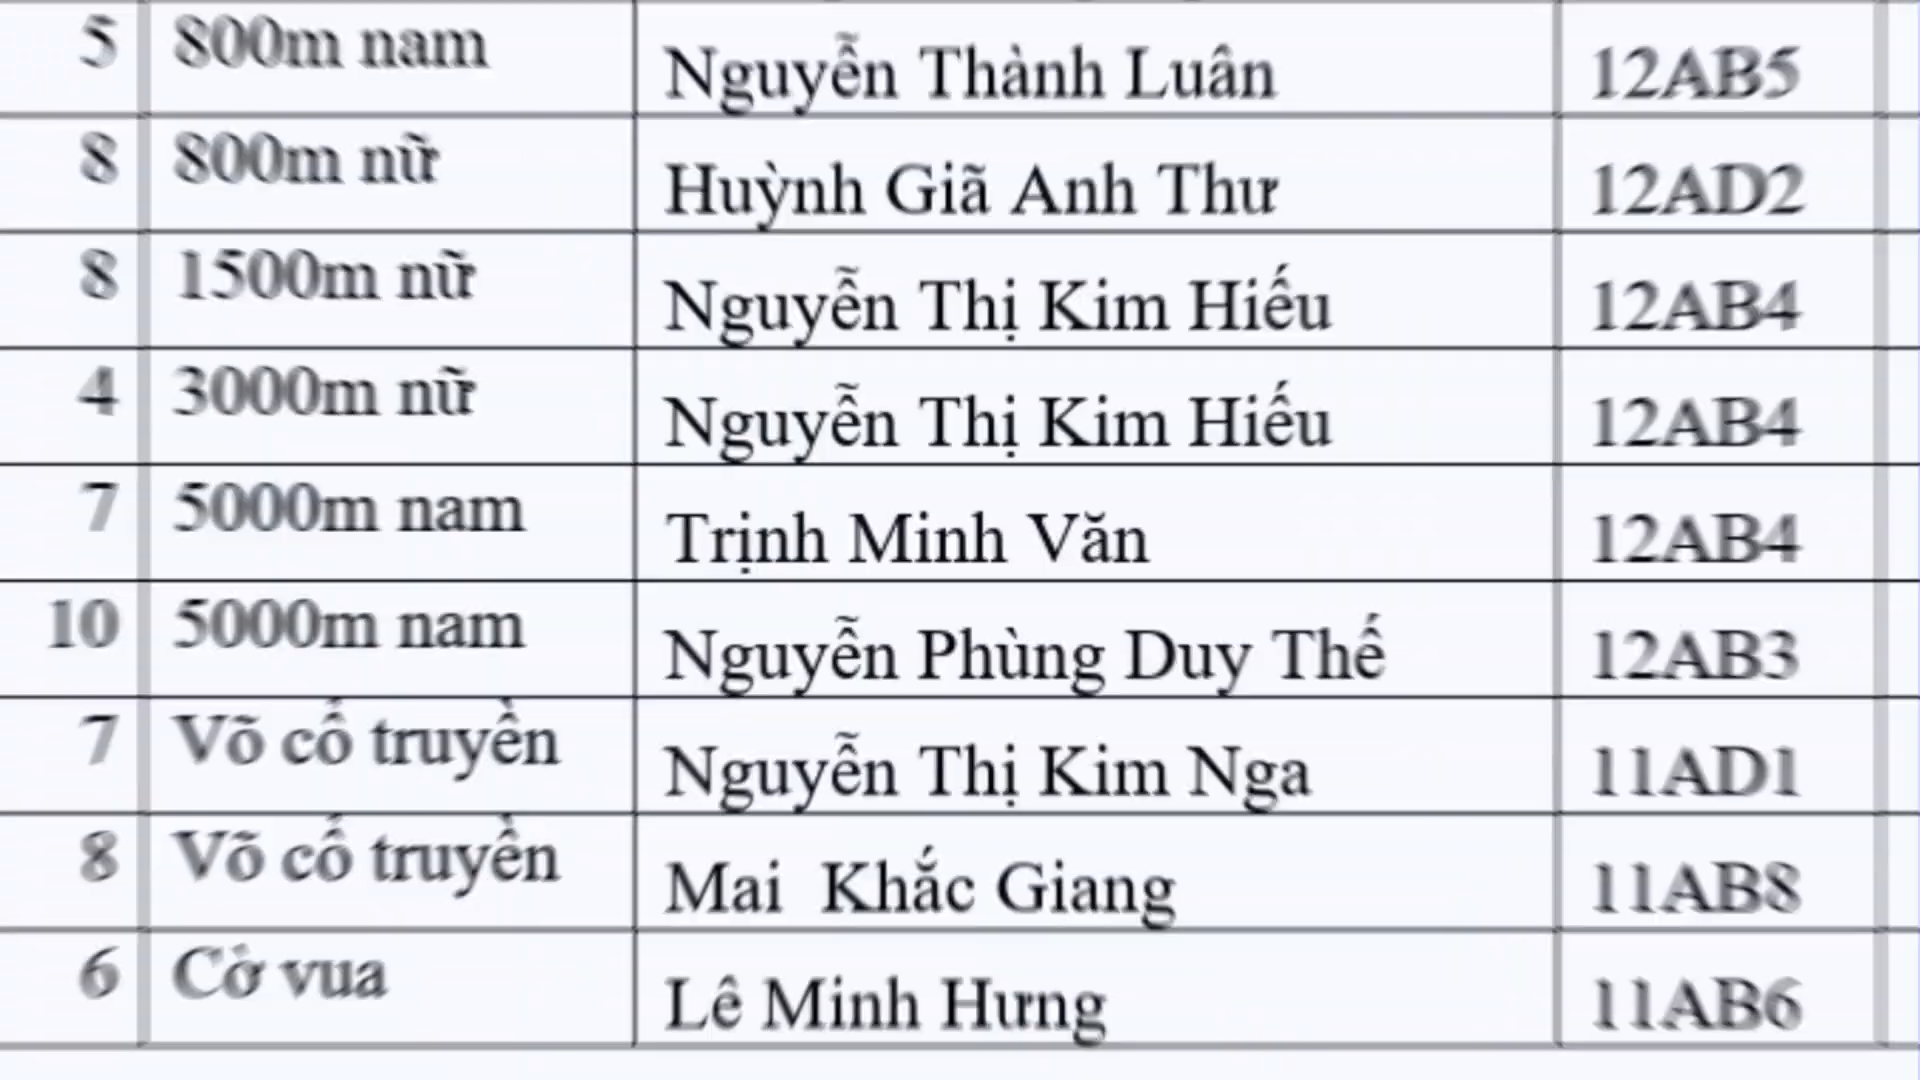 5 800m nam Nguyễn Thành Luân 12AB5
8 800m nữ Huỳnh Giã Anh Thư 12AD2
8 1500m nữ Nguyễn Thị Kim Hiếu 12AB4
4 3000m nữ Nguyễn Thị Kim Hiếu 12AB4
7 5000m nam Trịnh Minh Văn 12AB4
10 5000m nam Nguyễn Phùng Duy Thế 12AB3
7 Võ cổ truyền Nguyễn Thị Kim Nga 11AD1
8 Võ cổ truyền Mai Khắc Giang 11AB8
6 Cờ vua Lê Minh Hưng 11AB6